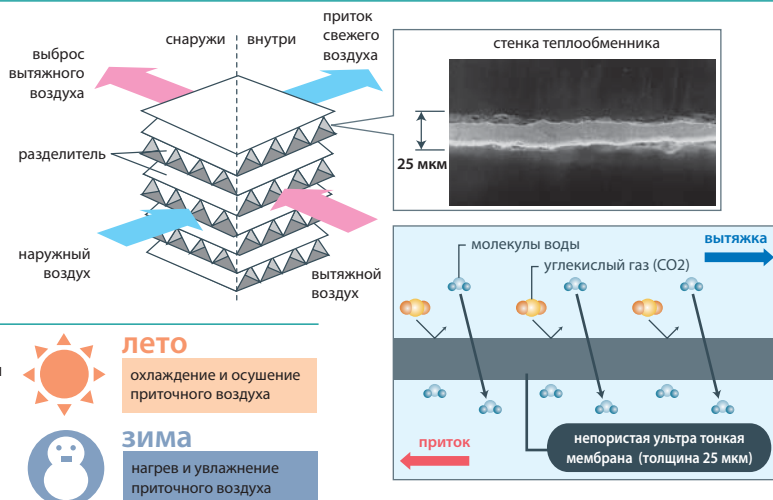 выброс
вытяжного
воздуха
снаружи
внутри
приток
свежего
воздуха
стенка теплообменника
разделитель
25 мкм
наружный
воздух
вытяжной
воздух
молекулы воды
углекислый газ (CO2)
вытяжка
приток
непористая ультра тонкая
мембрана (толщина 25 мкм)
и
лето
охлаждение и осушение
приточного воздуха
зима
нагрев и увлажнение
приточного воздуха